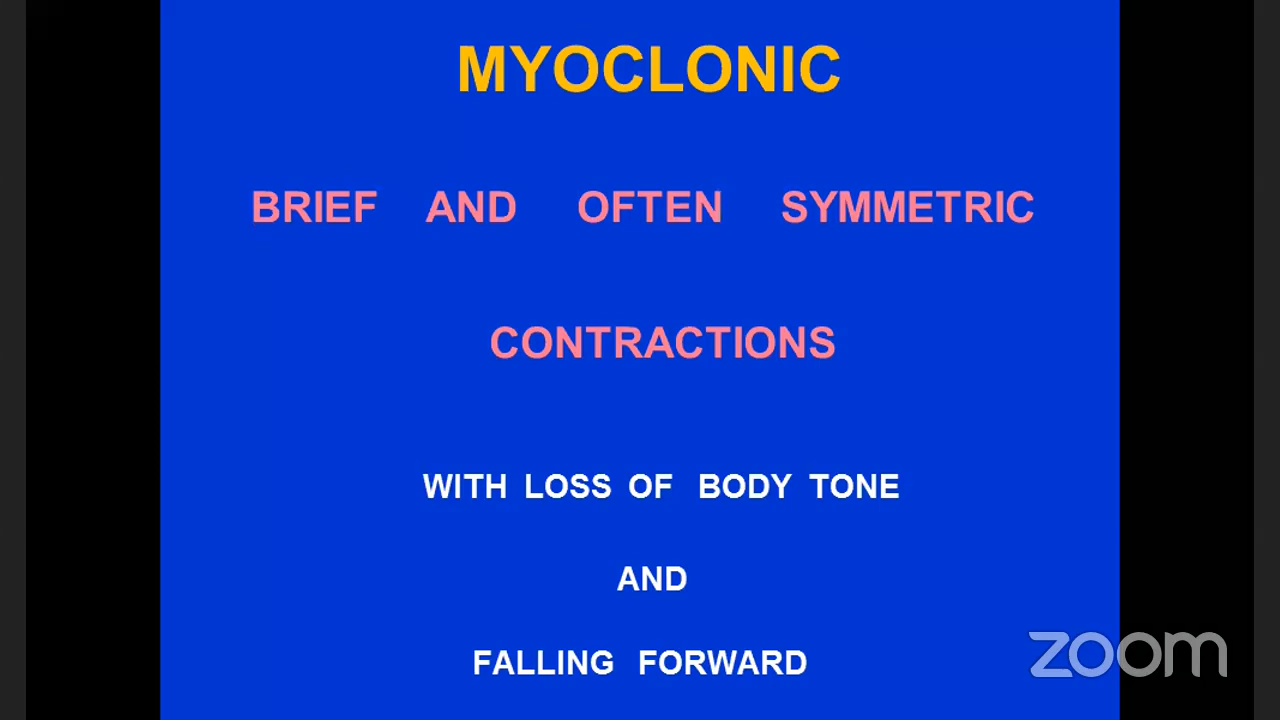 MYOCLONIC
BRIEF AND OFTEN SYMMETRIC
CONTRACTIONS
WITH LOSS OF BODY TONE
AND
FALLING FORWARD
zoom